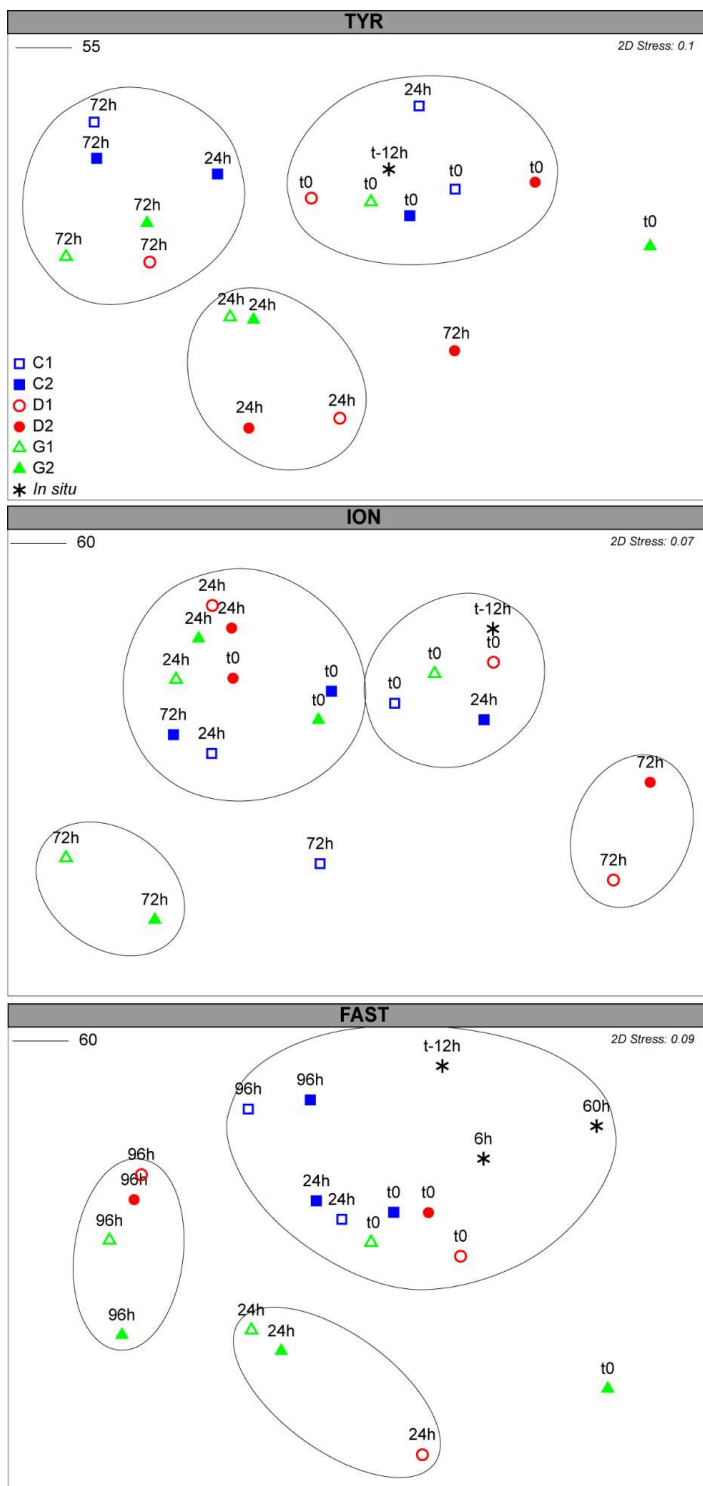 TYR
55
2D Stress: 0.1
72h
24h
72h
24h
t-12h
t0
t0
t0
t0
t0
72h
72h
72h
t0
24h
24h
72h
24h
24h
C1
C2
D1
D2
G1
G2
In situ
ION
60
2D Stress: 0.07
24h
24h
24h
t-12h
t0
24h
t0
t0
t0
t0
t0
72h
24h
24h
72h
72h
72h
72h
72h
FAST
60
2D Stress: 0.09
t-12h
96h
96h
60h
6h
96h
96h
24h
24h
t0
t0
t0
t0
96h
96h
24h
24h
t0
24h